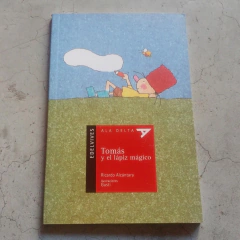 ALA DELTA
EDELVIVES
Tomás
y el lápiz mágico
Ricardo Alcántara